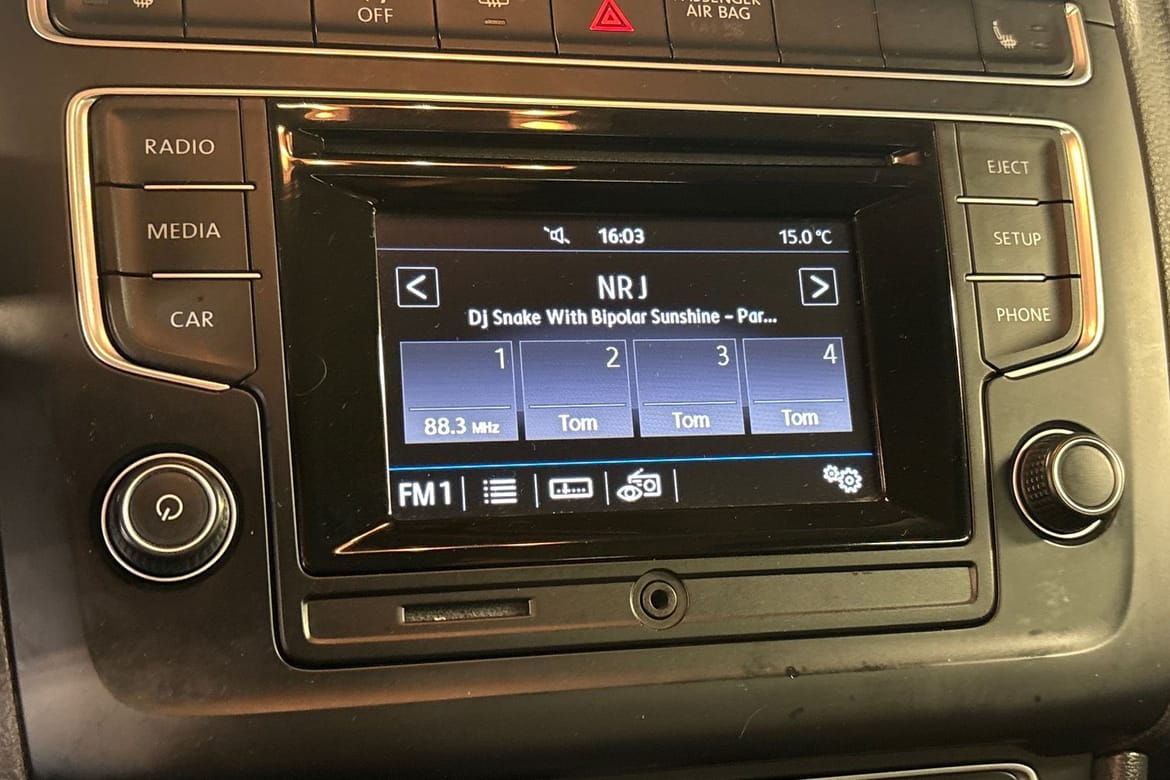 OFF
PASSENGER
AIR BAG
RADIO
MEDIA
CAR
EJECT
SETUP
PHONE
16:03
15.0 °C
<
NRJ
>
Dj Snake With Bipolar Sunshine - Par...
1
2
3
4
88.3 MHz
Tom
Tom
Tom
FM1